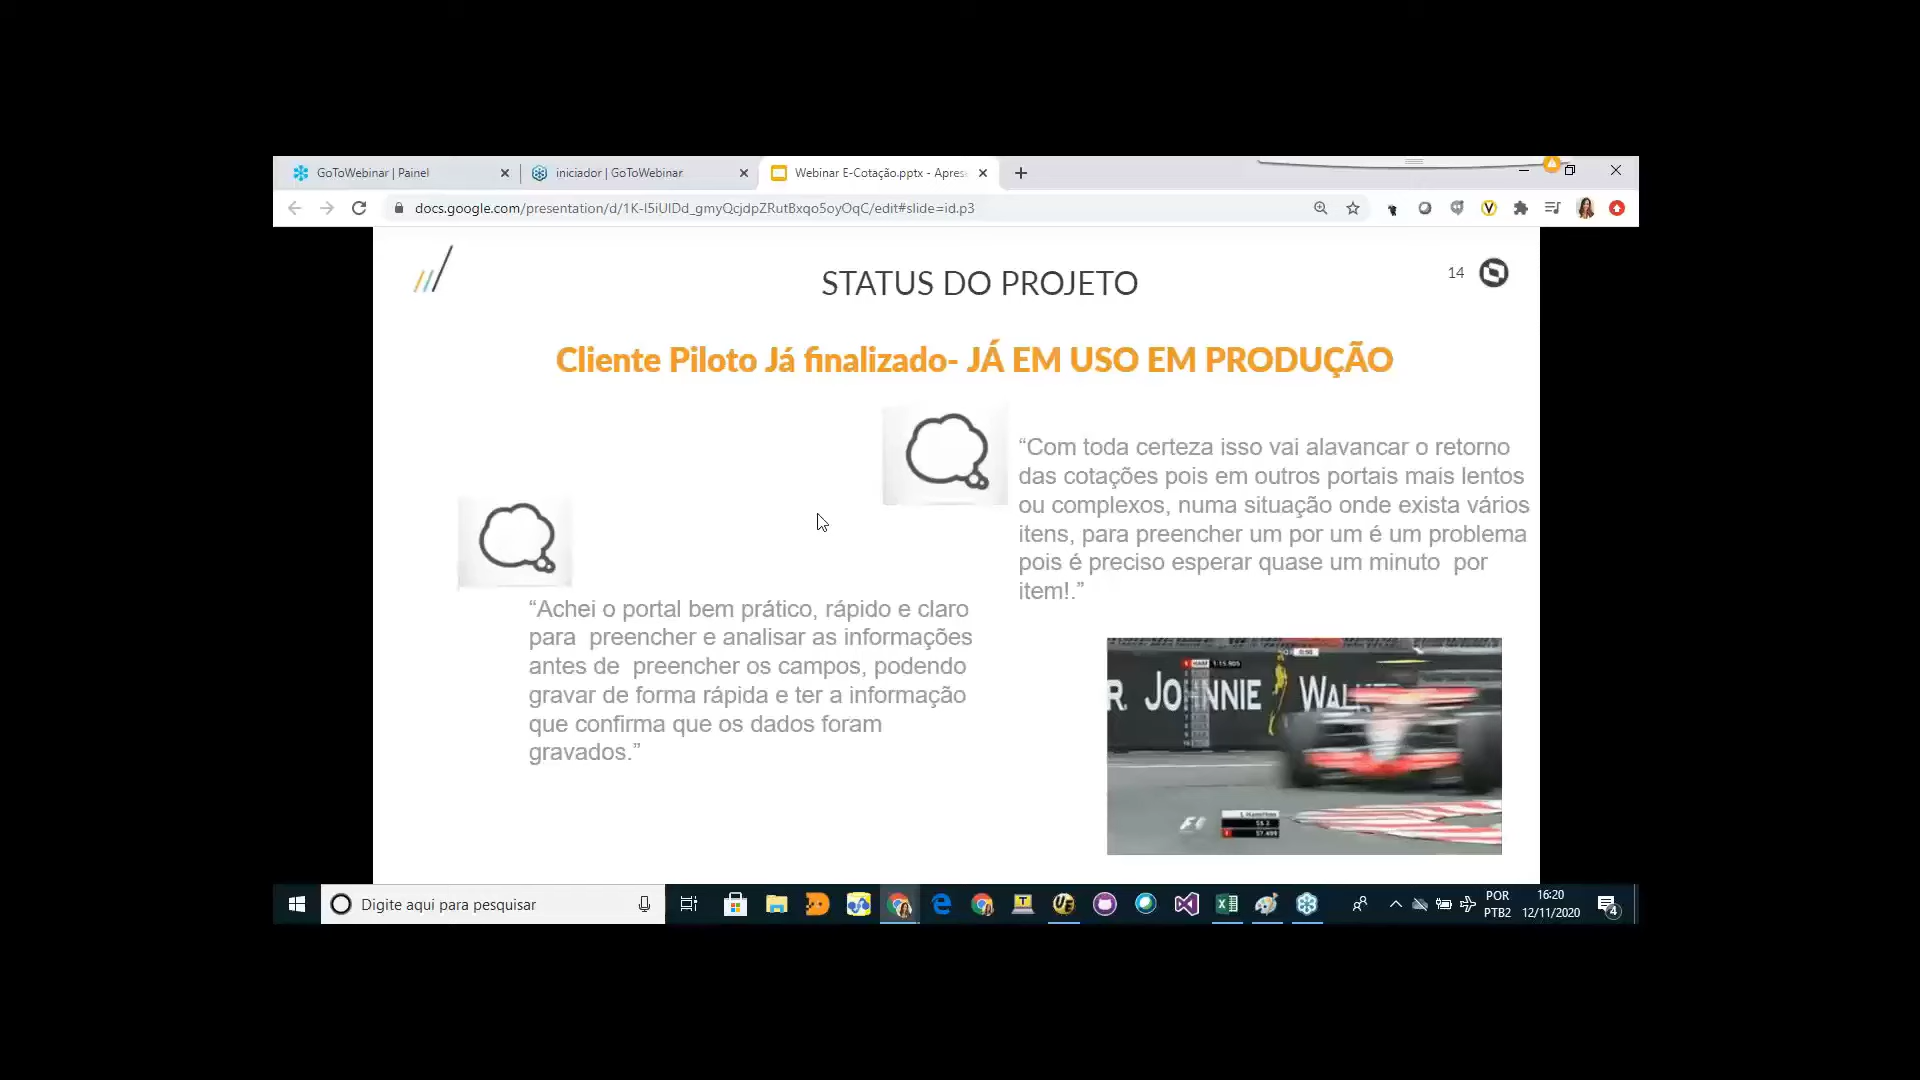 GoToWebinar | Painel
iniciador | GoToWebinar
Webinar E-Cotação.pptx - Apres
docs.google.com/presentation/d/1K-I5iUIDd_gmyQcjdpZRutBxqo5oyOqC/edit#slide=id.p3
STATUS DO PROJETO
14
Cliente Piloto Já finalizado- JÁ EM USO EM PRODUÇÃO
“Com toda certeza isso vai alavancar o retorno
das cotações pois em outros portais mais lentos
ou complexos, numa situação onde exista vários
itens, para preencher um por um é um problema
pois é preciso esperar quase um minuto por
item!.”
“Achei o portal bem prático, rápido e claro
para preencher e analisar as informações
antes de preencher os campos, podendo
gravar de forma rápida e ter a informação
que confirma que os dados foram
gravados.”
R. JOHNNIE WAL
F1
L. Hamilton
Digite aqui para pesquisar
POR
PTB2
16:20
12/11/2020
4